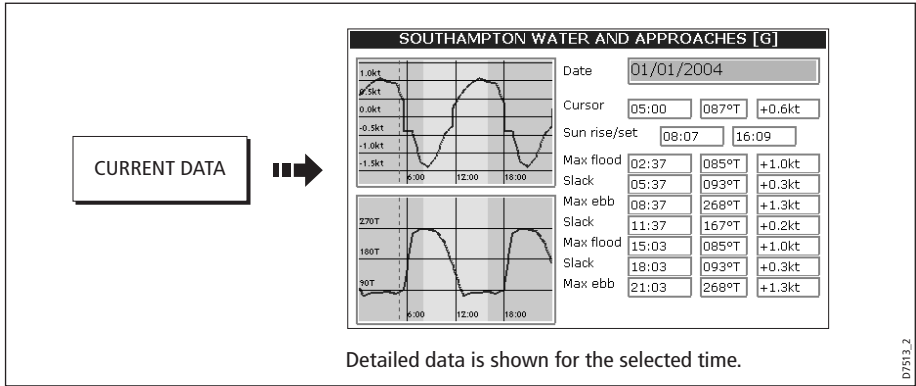 SOUTHAMPTON WATER AND APPROACHES [G]
CURRENT DATA
1.0kt
0.5kt
0.0kt
-0.5kt
-1.0kt
-1.5kt
6:00 12:00 18:00
270T
180T
90T
6:00 12:00 18:00
Date 01/01/2004
Cursor 05:00 087°T +0.6kt
Sun rise/set 08:07 16:09
Max flood 02:37 085°T +1.0kt
Slack 05:37 093°T +0.3kt
Max ebb 08:37 268°T +1.3kt
Slack 11:37 167°T +0.2kt
Max flood 15:03 085°T +1.0kt
Slack 18:03 093°T +0.3kt
Max ebb 21:03 268°T +1.3kt
Detailed data is shown for the selected time.
D7513_2